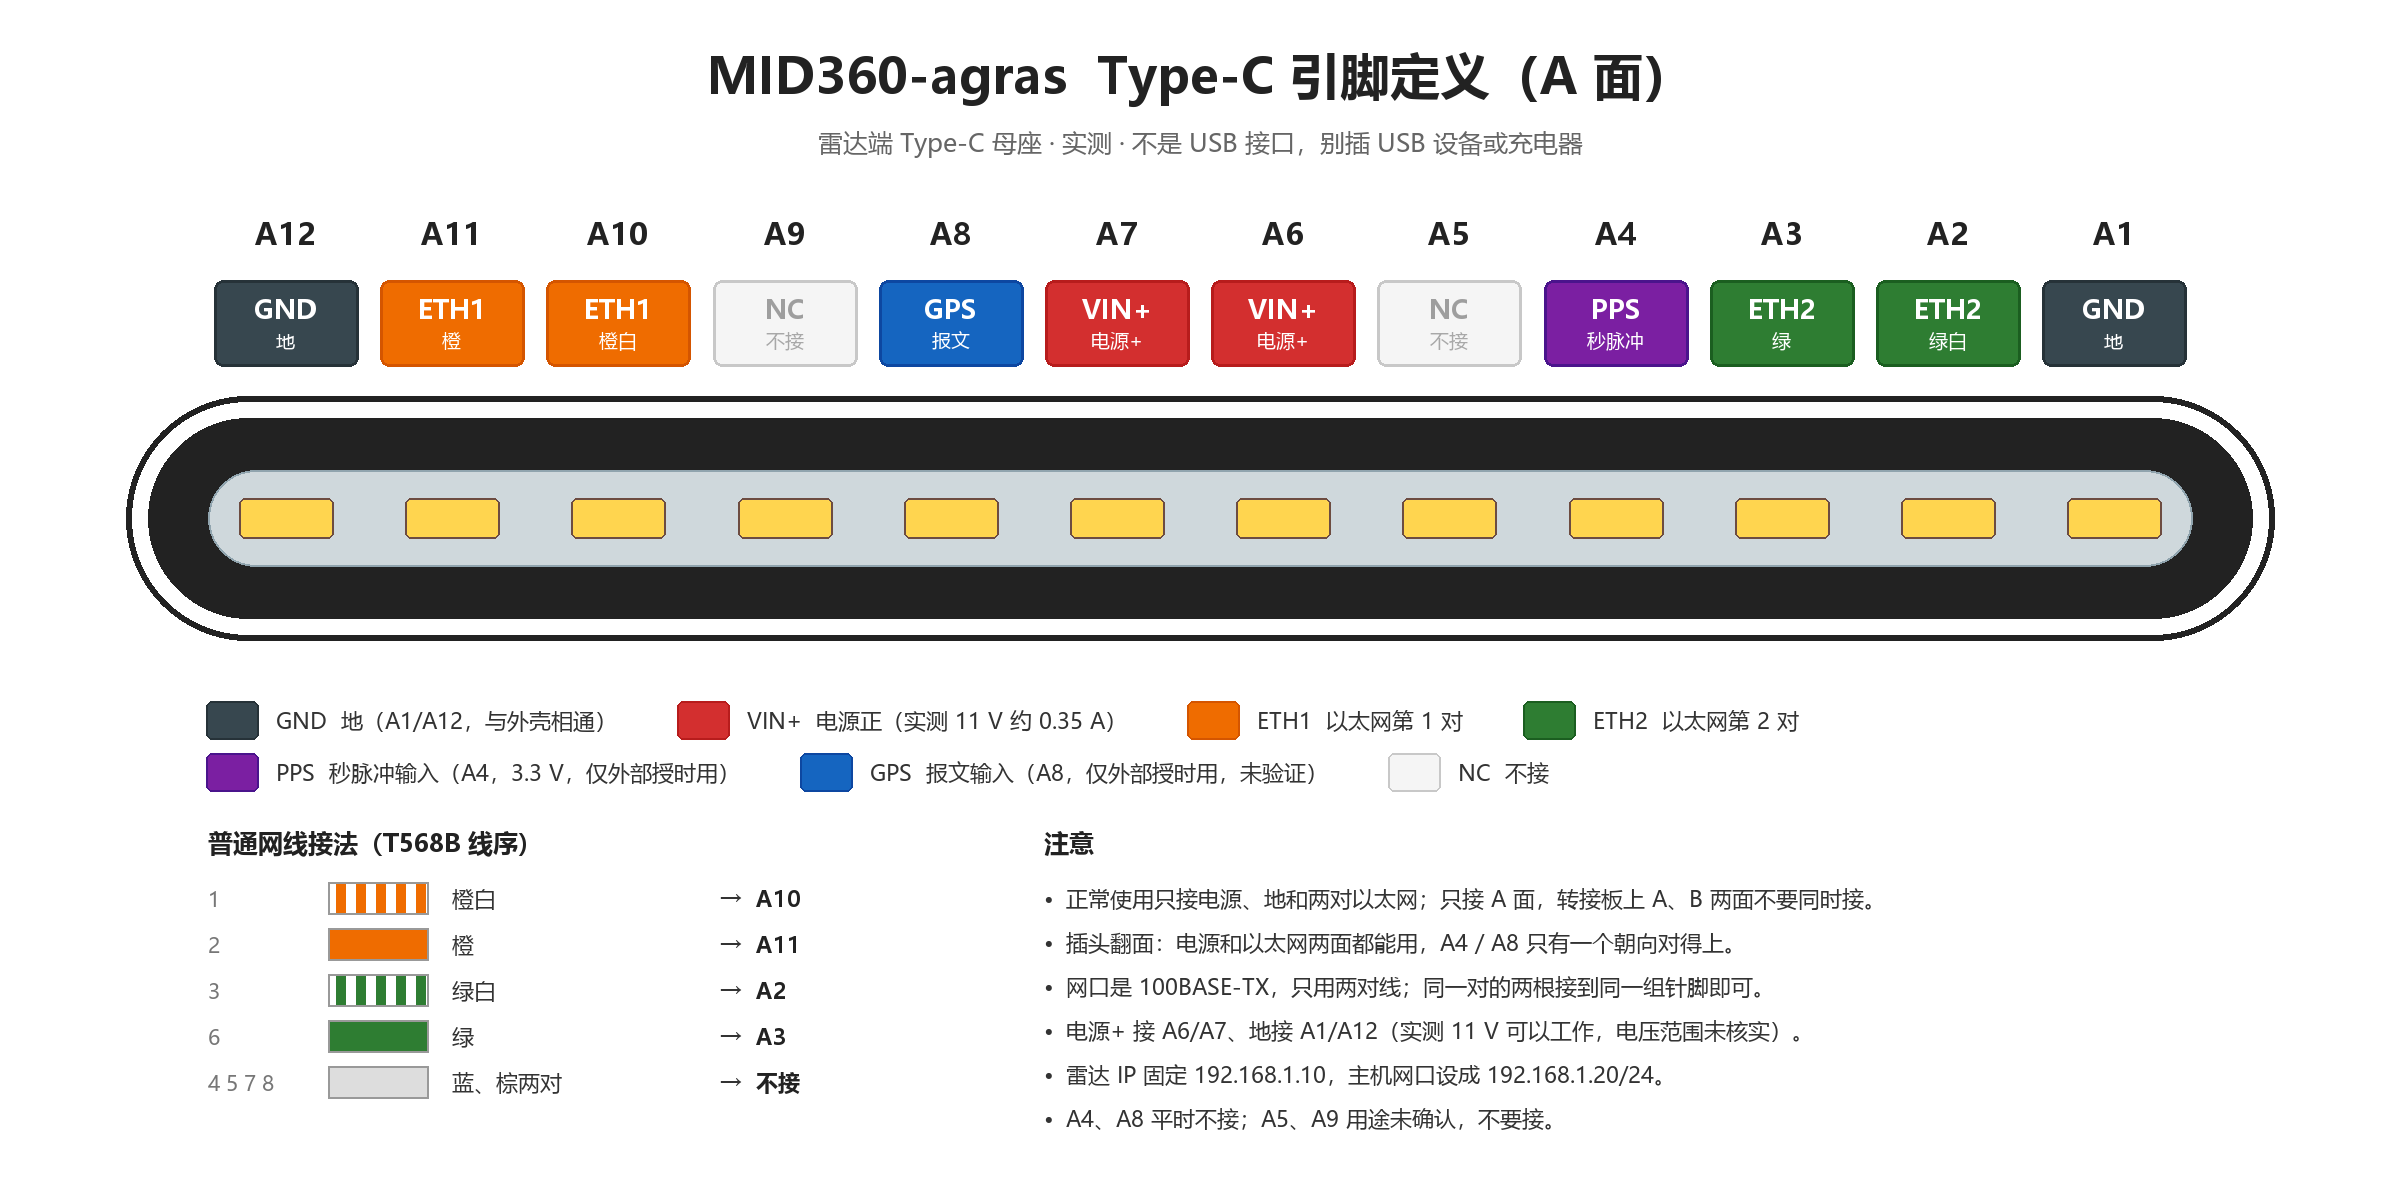 MID360-agras Type-C 引脚定义（A 面）
雷达端 Type-C 母座 · 实测 · 不是 USB 接口，别插 USB 设备或充电器
A12 A11 A10 A9 A8 A7 A6 A5 A4 A3 A2 A1
GND ETH1 ETH1 NC GPS VIN+ VIN+ NC PPS ETH2 ETH2 GND
地 橙 橙白 不接 报文 电源+ 电源+ 不接 秒脉冲 绿 绿白 地
GND 地（A1/A12，与外壳相通） VIN+ 电源正（实测 11 V 约 0.35 A） ETH1 以太网第 1 对 ETH2 以太网第 2 对
PPS 秒脉冲输入（A4，3.3 V，仅外部授时用） GPS 报文输入（A8，仅外部授时用，未验证） NC 不接
普通网线接法（T568B 线序）
1 橙白 → A10
2 橙 → A11
3 绿白 → A2
6 绿 → A3
4 5 7 8 蓝、棕两对 → 不接
注意
• 正常使用只接电源、地和两对以太网；只接 A 面，转接板上 A、B 两面不要同时接。
• 插头翻面：电源和以太网两面都能用，A4 / A8 只有一个朝向对得上。
• 网口是 100BASE-TX，只用两对线；同一对的两根接到同一组针脚即可。
• 电源+ 接 A6/A7、地接 A1/A12（实测 11 V 可以工作，电压范围未核实）。
• 雷达 IP 固定 192.168.1.10，主机网口设成 192.168.1.20/24。
• A4、A8 平时不接；A5、A9 用途未确认，不要接。